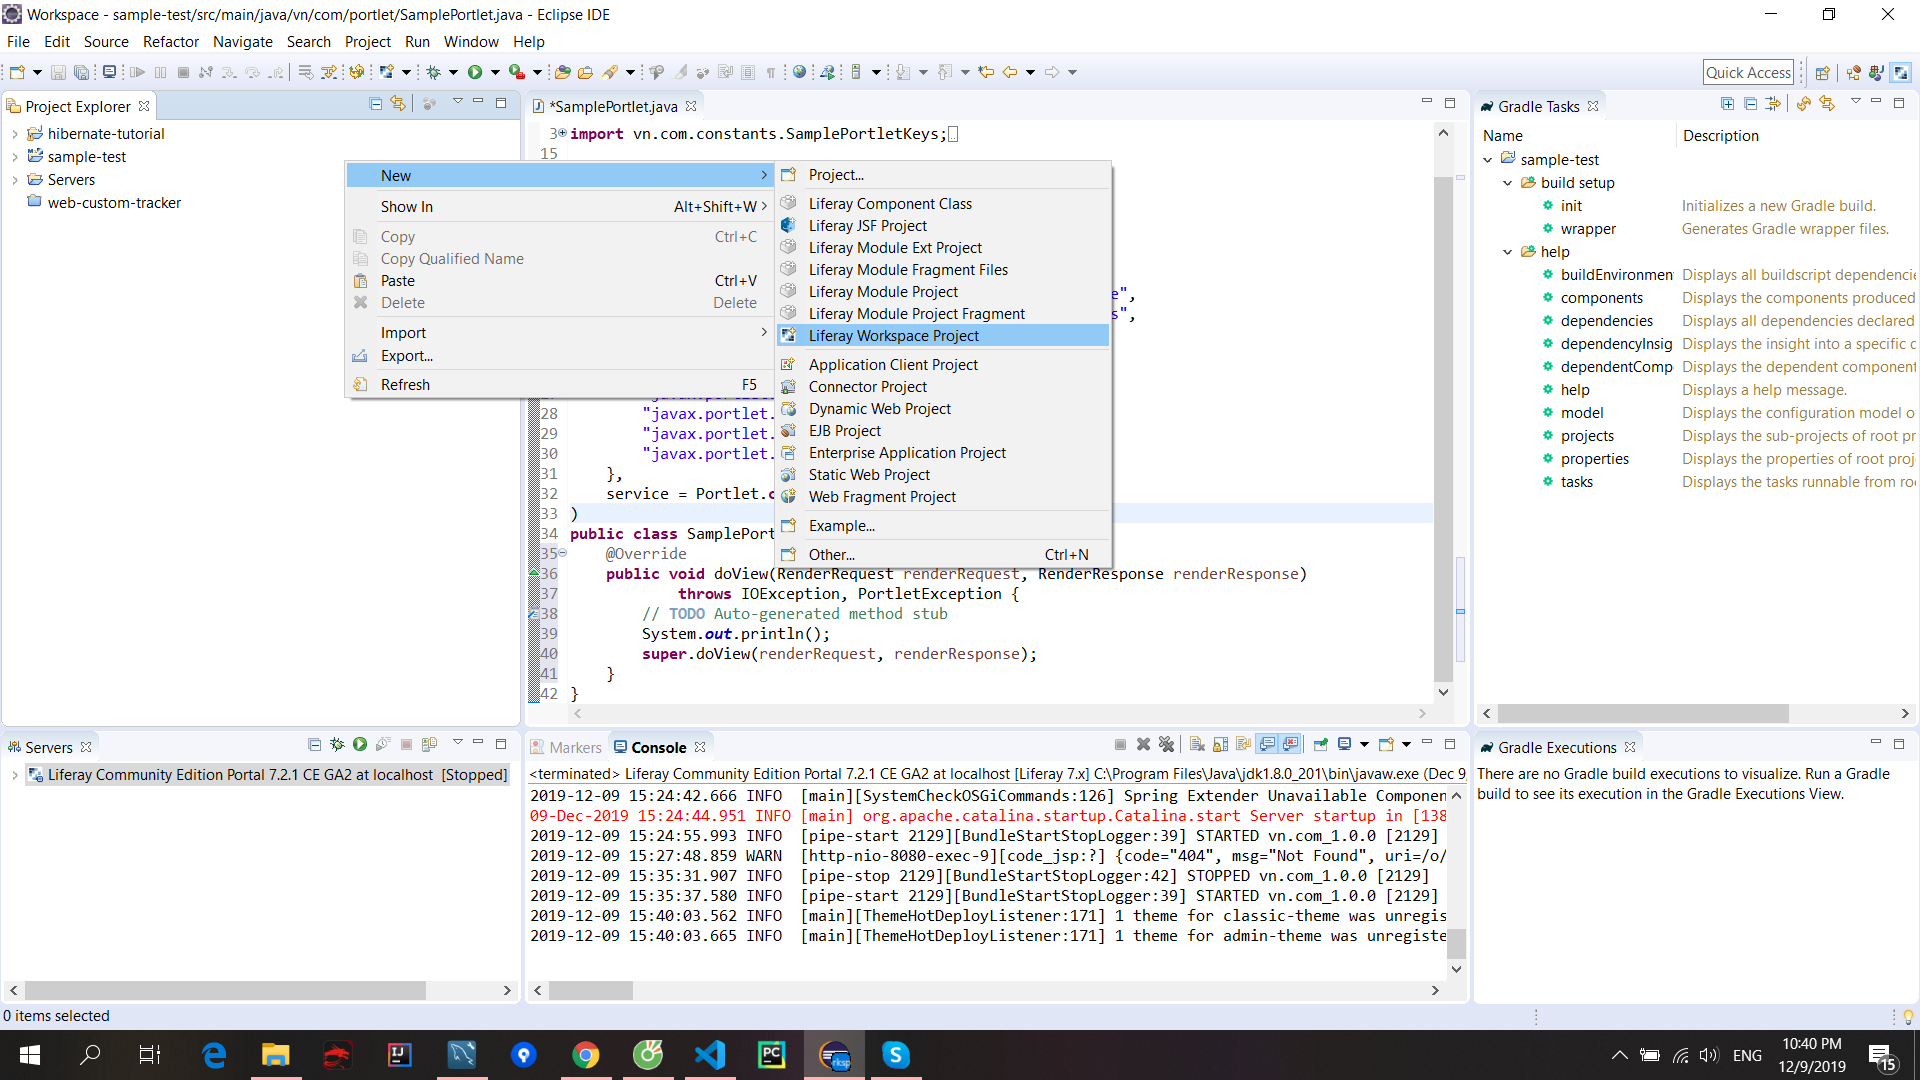 Workspace - sample-test/src/main/java/vn/com/portlet/SamplePortlet.java - Eclipse IDE
File Edit Source Refactor Navigate Search Project Run Window Help
Quick Access
Project Explorer
hibernate-tutorial
sample-test
Servers
web-custom-tracker
New
Show In Alt+Shift+W
Copy Ctrl+C
Copy Qualified Name
Paste Ctrl+V
Delete Delete
Import
Export...
Refresh F5
Project...
Liferay Component Class
Liferay JSF Project
Liferay Module Ext Project
Liferay Module Fragment Files
Liferay Module Project
Liferay Module Project Fragment
Liferay Workspace Project
Application Client Project
Connector Project
Dynamic Web Project
EJB Project
Enterprise Application Project
Static Web Project
Web Fragment Project
Example...
Other... Ctrl+N
*SamplePortlet.java
3 import vn.com.constants.SamplePortletKeys;
15
e",
s",
28 "javax.portlet.
29 "javax.portlet.
30 "javax.portlet.
31 },
32 service = Portlet.c
33 )
34 public class SamplePort
35 @Override
36 public void doView(RenderRequest renderRequest, RenderResponse renderResponse)
37 throws IOException, PortletException {
38 // TODO Auto-generated method stub
39 System.out.println();
40 super.doView(renderRequest, renderResponse);
41 }
42 }
Gradle Tasks
Name Description
sample-test
build setup
init Initializes a new Gradle build.
wrapper Generates Gradle wrapper files.
help
buildEnvironmen Displays all buildscript dependencie
components Displays the components produced
dependencies Displays all dependencies declared
dependencyInsig Displays the insight into a specific d
dependentComp Displays the dependent component
help Displays a help message.
model Displays the configuration model o
projects Displays the sub-projects of root pr
properties Displays the properties of root proj
tasks Displays the tasks runnable from ro
Servers
Liferay Community Edition Portal 7.2.1 CE GA2 at localhost [Stopped]
Markers Console
<terminated> Liferay Community Edition Portal 7.2.1 CE GA2 at localhost [Liferay 7.x] C:\Program Files\Java\jdk1.8.0_201\bin\javaw.exe (Dec 9,
2019-12-09 15:24:42.666 INFO [main][SystemCheckOSGiCommands:126] Spring Extender Unavailable Componen
09-Dec-2019 15:24:44.951 INFO [main] org.apache.catalina.startup.Catalina.start Server startup in [138
2019-12-09 15:24:55.993 INFO [pipe-start 2129][BundleStartStopLogger:39] STARTED vn.com_1.0.0 [2129]
2019-12-09 15:27:48.859 WARN [http-nio-8080-exec-9][code_jsp:?] {code="404", msg="Not Found", uri=/o/
2019-12-09 15:35:31.907 INFO [pipe-stop 2129][BundleStartStopLogger:42] STOPPED vn.com_1.0.0 [2129]
2019-12-09 15:35:37.580 INFO [pipe-start 2129][BundleStartStopLogger:39] STARTED vn.com_1.0.0 [2129]
2019-12-09 15:40:03.562 INFO [main][ThemeHotDeployListener:171] 1 theme for classic-theme was unregis
2019-12-09 15:40:03.665 INFO [main][ThemeHotDeployListener:171] 1 theme for admin-theme was unregiste
Gradle Executions
There are no Gradle build executions to visualize. Run a Gradle
build to see its execution in the Gradle Executions View.
0 items selected
ENG
10:40 PM
12/9/2019
15